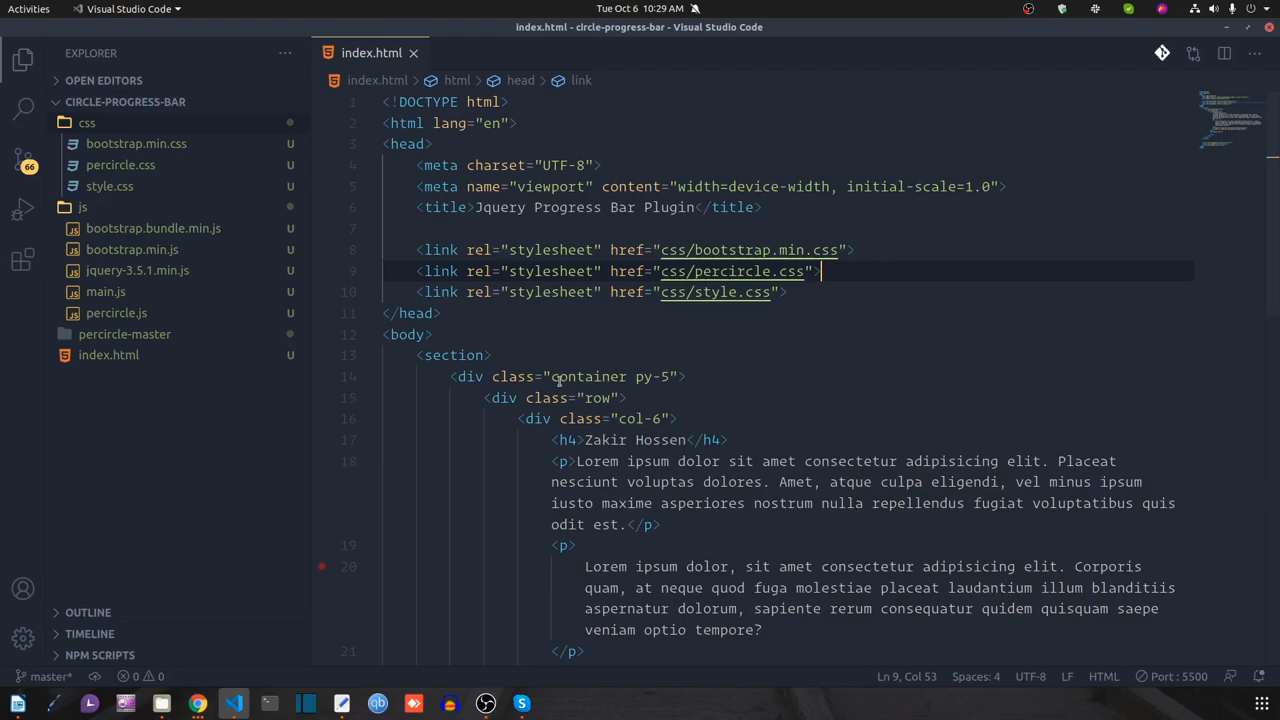 Activities
Visual Studio Code
Tue Oct 6 10:29 AM
index.html - circle-progress-bar - Visual Studio Code
EXPLORER
OPEN EDITORS
CIRCLE-PROGRESS-BAR
css
bootstrap.min.css U
percircle.css U
style.css U
js
bootstrap.bundle.min.js U
bootstrap.min.js U
jquery-3.5.1.min.js U
main.js U
percircle.js U
percircle-master
index.html U
OUTLINE
TIMELINE
NPM SCRIPTS
66
index.html
index.html > html > head > link
1 <!DOCTYPE html>
2 <html lang="en">
3 <head>
4 <meta charset="UTF-8">
5 <meta name="viewport" content="width=device-width, initial-scale=1.0">
6 <title>Jquery Progress Bar Plugin</title>
7
8 <link rel="stylesheet" href="css/bootstrap.min.css">
9 <link rel="stylesheet" href="css/percircle.css">
10 <link rel="stylesheet" href="css/style.css">
11 </head>
12 <body>
13 <section>
14 <div class="container py-5">
15 <div class="row">
16 <div class="col-6">
17 <h4>Zakir Hossen</h4>
18 <p>Lorem ipsum dolor sit amet consectetur adipisicing elit. Placeat
nesciunt voluptas dolores. Amet, atque culpa eligendi, vel minus ipsum
iusto maxime asperiores nostrum nulla repellendus fugiat voluptatibus quis
odit est.</p>
19 <p>
20 Lorem ipsum dolor, sit amet consectetur adipisicing elit. Corporis
quam, at neque quod fuga molestiae placeat laudantium illum blanditiis
aspernatur dolorum, sapiente rerum consequatur quidem quisquam saepe
veniam optio tempore?
21 </p>
master* 0 0 Ln 9, Col 53 Spaces: 4 UTF-8 LF HTML Port : 5500